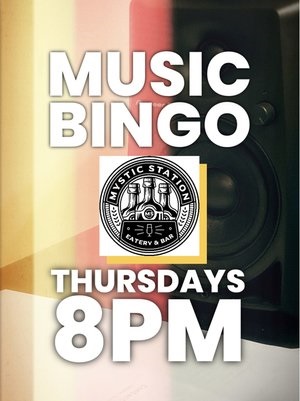 MUSIC
BINGO
MYSTIC STATION
EATERY & BAR
THURSDAYS
8PM